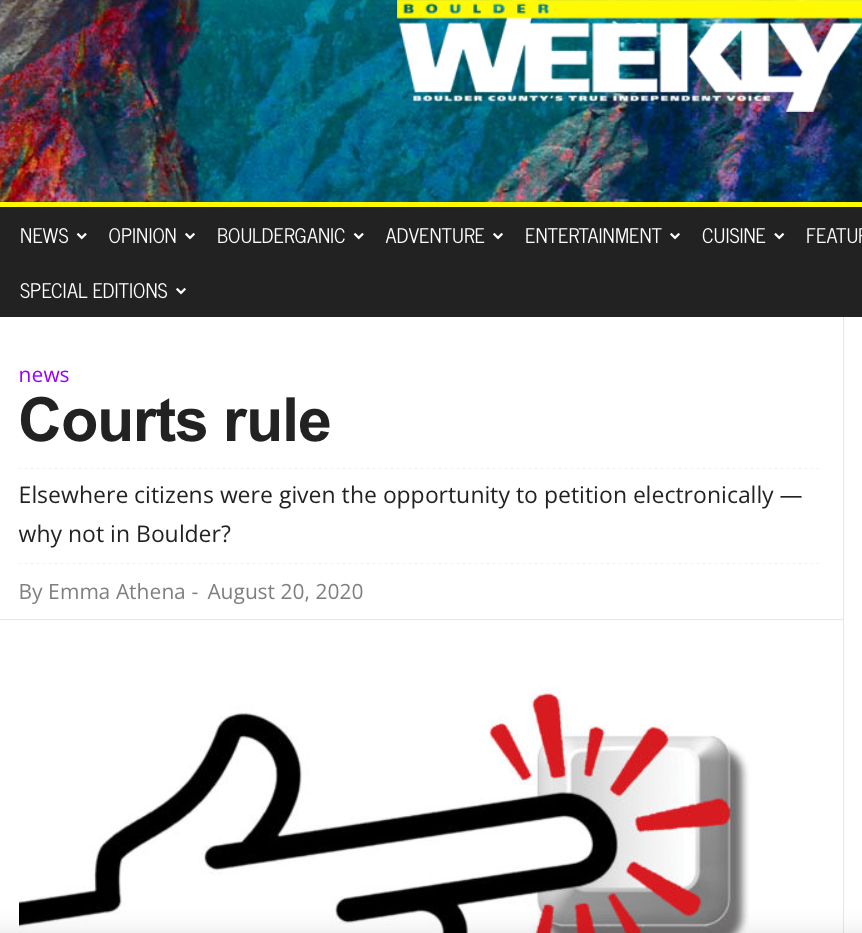 BOULDER
WEEKLY
BOULDER COUNTY'S TRUE INDEPENDENT VOICE
NEWS OPINION BOULDERGANIC ADVENTURE ENTERTAINMENT CUISINE FEATUR
SPECIAL EDITIONS
news
Courts rule
Elsewhere citizens were given the opportunity to petition electronically —
why not in Boulder?
By Emma Athena - August 20, 2020